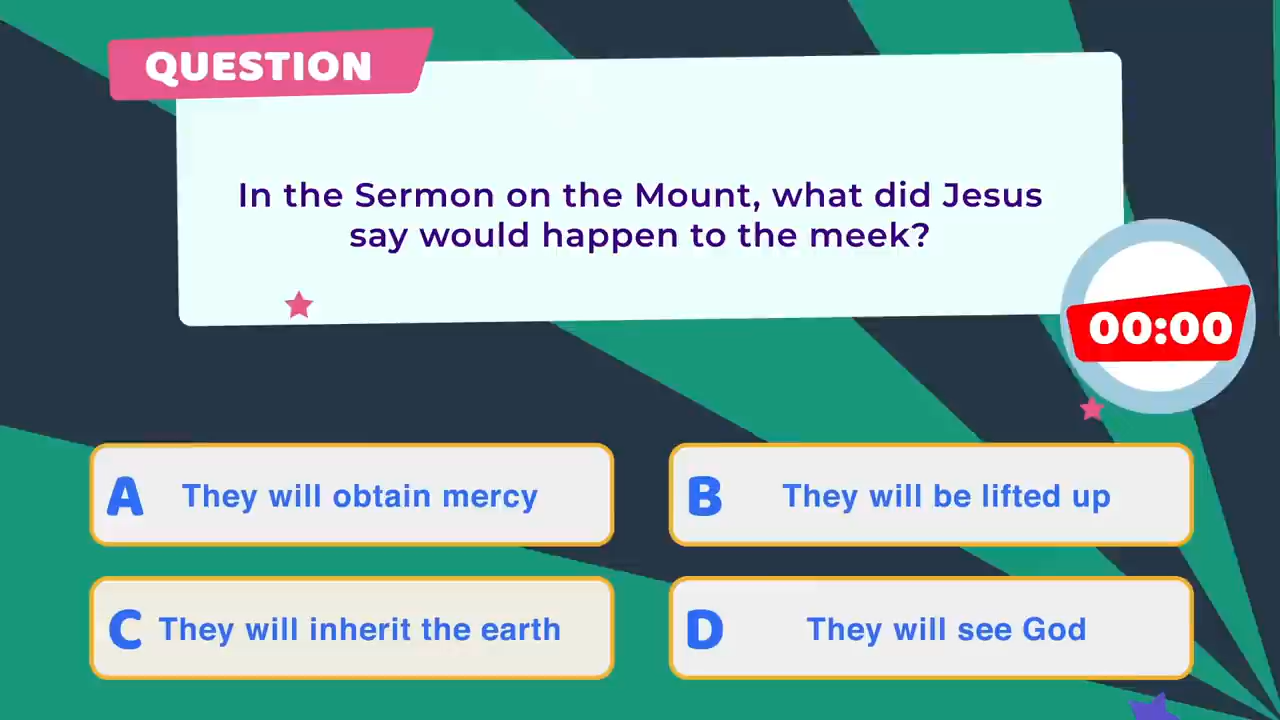 QUESTION
In the Sermon on the Mount, what did Jesus
say would happen to the meek?
00:00
A They will obtain mercy
B They will be lifted up
C They will inherit the earth
D They will see God